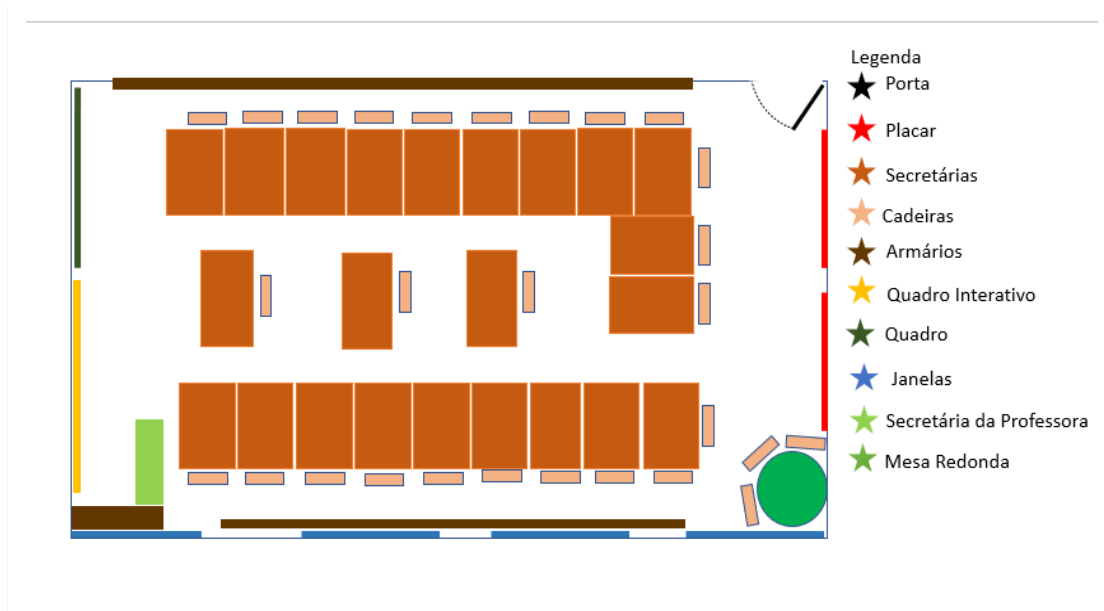 Legenda
Porta
Placar
Secretárias
Cadeiras
Armários
Quadro Interativo
Quadro
Janelas
Secretária da Professora
Mesa Redonda